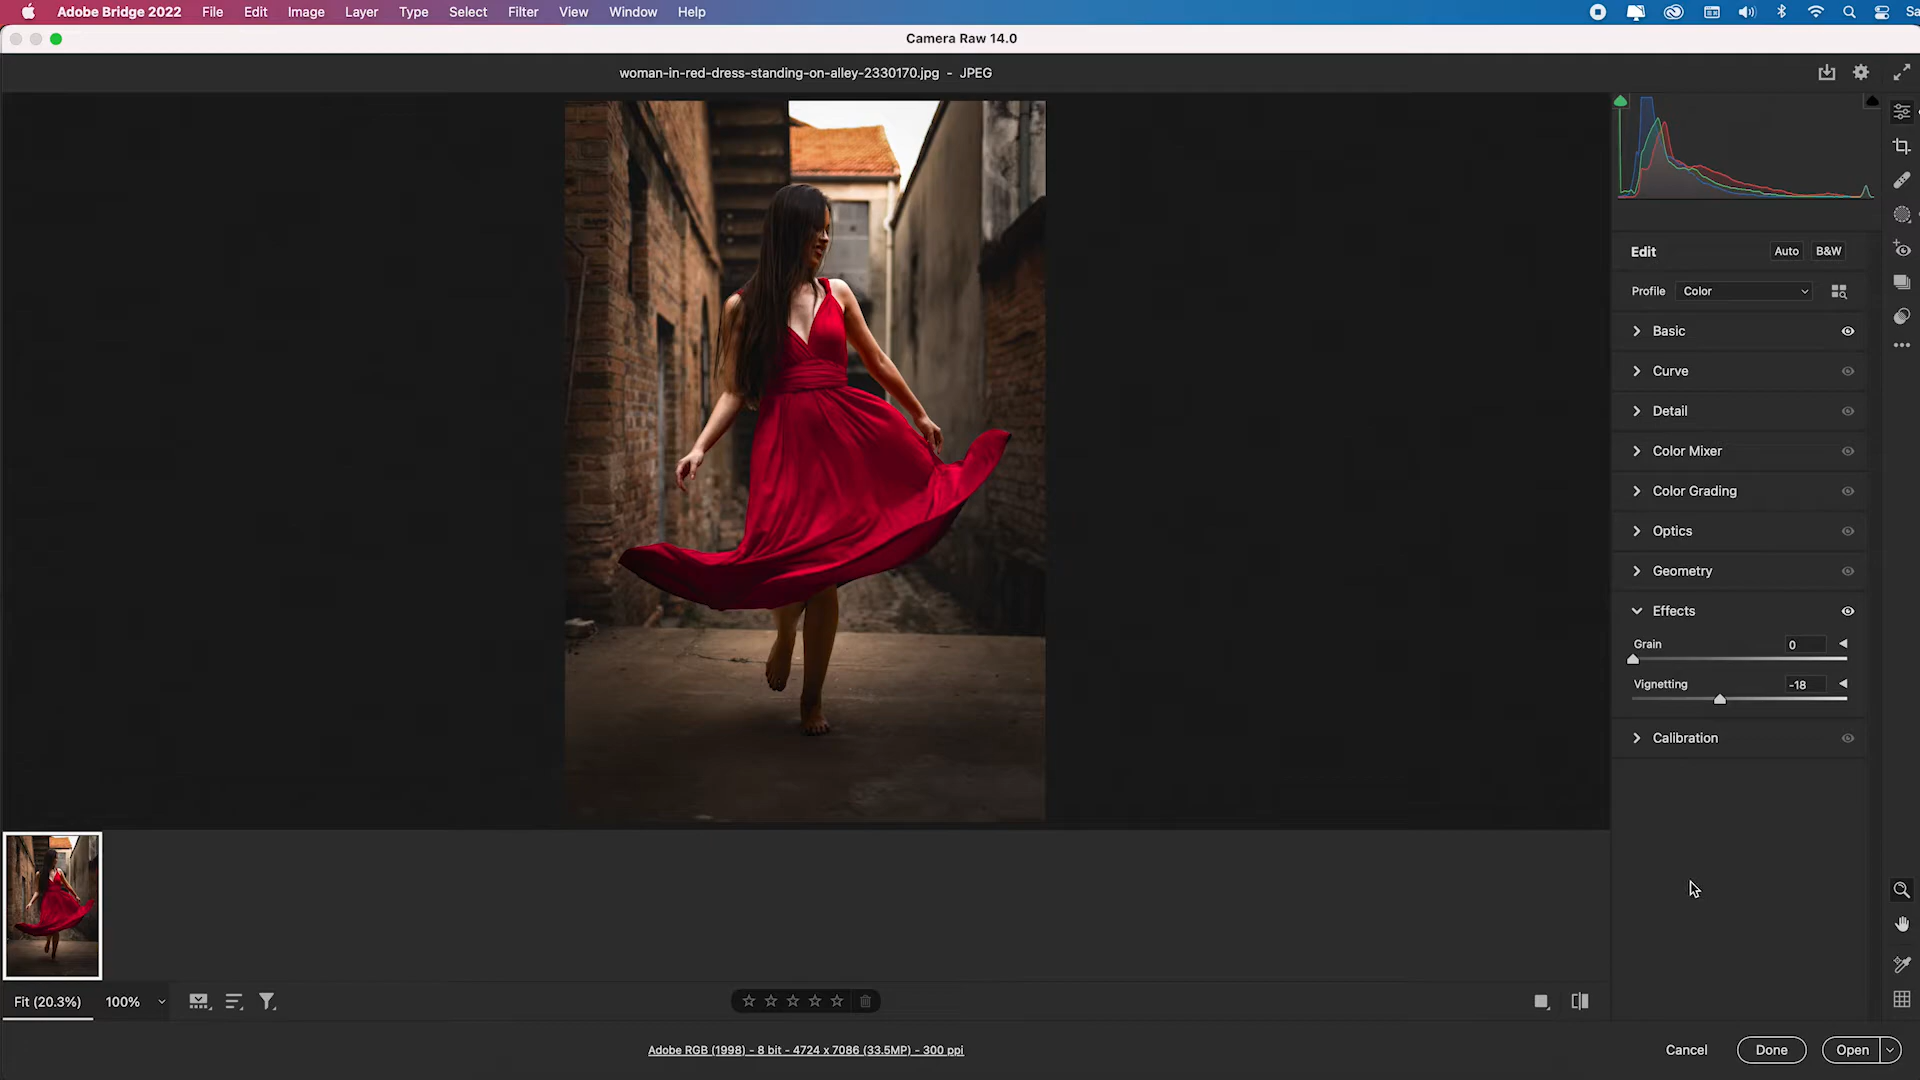 Adobe Bridge 2022 File Edit Image Layer Type Select Filter View Window Help Sa
Camera Raw 14.0
woman-in-red-dress-standing-on-alley-2330170.jpg - JPEG
Edit Auto B&W
Profile Color
Basic
Curve
Detail
Color Mixer
Color Grading
Optics
Geometry
Effects
Grain 0
Vignetting -18
Calibration
Fit (20.3%) 100%
Adobe RGB (1998) - 8 bit - 4724 x 7086 (33.5MP) - 300 ppi
Cancel Done Open